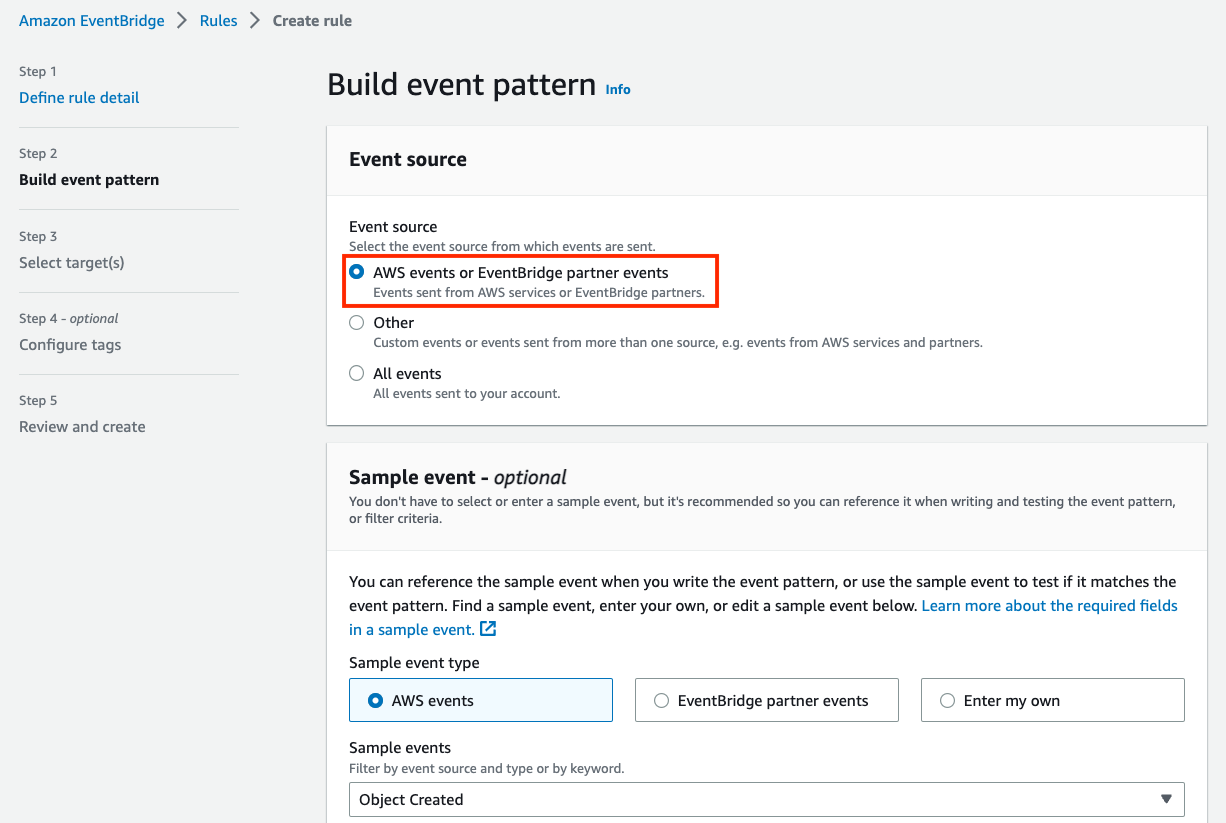 Amazon EventBridge > Rules > Create rule
Step 1
Define rule detail
Step 2
Build event pattern
Step 3
Select target(s)
Step 4 - optional
Configure tags
Step 5
Review and create
Build event pattern Info
Event source
Event source
Select the event source from which events are sent.
AWS events or EventBridge partner events
Events sent from AWS services or EventBridge partners.
Other
Custom events or events sent from more than one source, e.g. events from AWS services and partners.
All events
All events sent to your account.
Sample event - optional
You don't have to select or enter a sample event, but it's recommended so you can reference it when writing and testing the event pattern,
or filter criteria.
You can reference the sample event when you write the event pattern, or use the sample event to test if it matches the
event pattern. Find a sample event, enter your own, or edit a sample event below. Learn more about the required fields
in a sample event.
Sample event type
AWS events EventBridge partner events Enter my own
Sample events
Filter by event source and type or by keyword.
Object Created